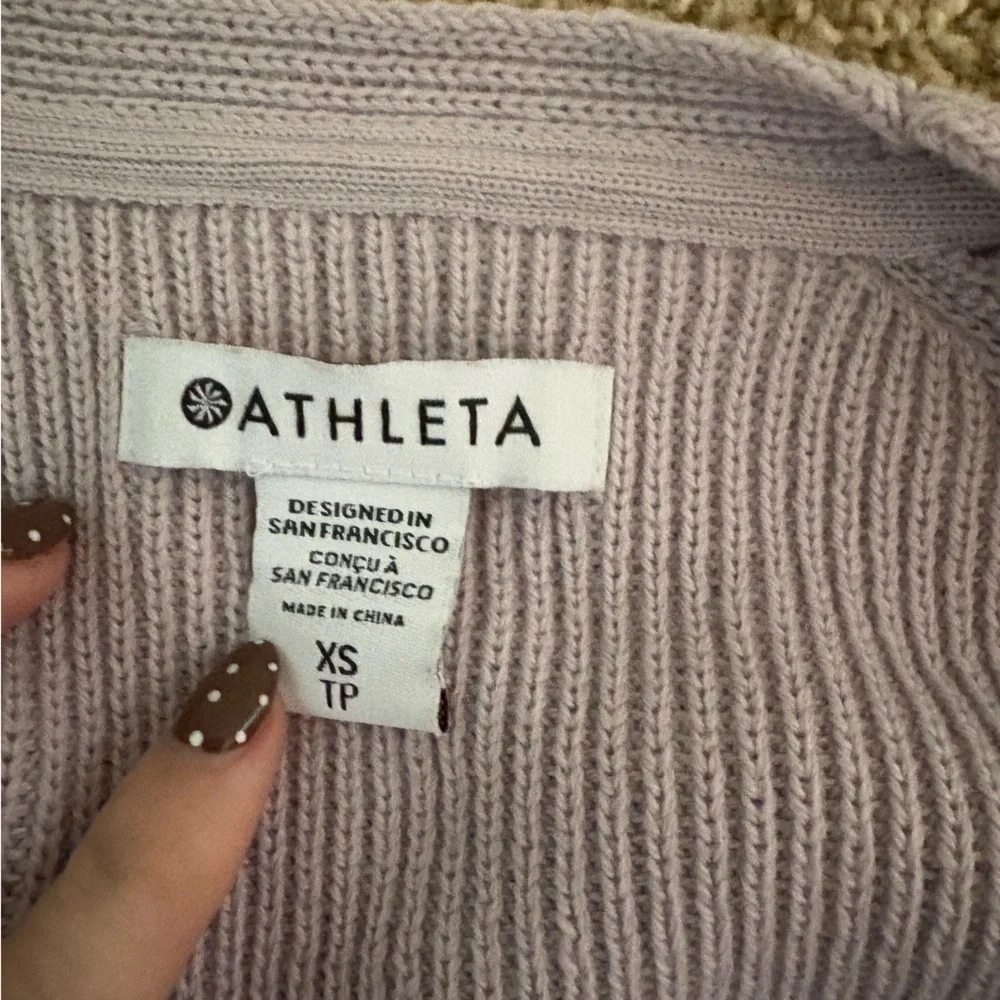 ATHLETA
DESIGNED IN
SAN FRANCISCO
CONÇU À
SAN FRANCISCO
MADE IN CHINA
XS
TP